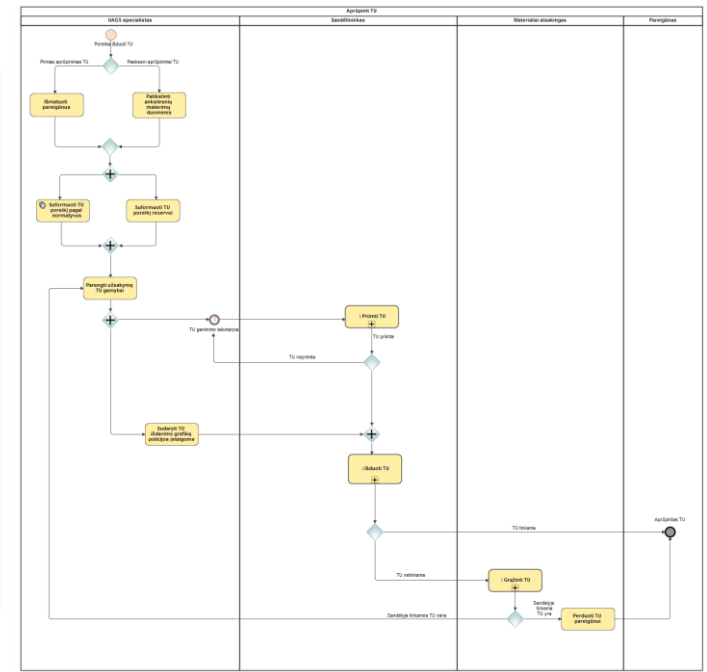 Aprūpinti TU
UAGS specialistas
Sandėlininkas
Materialiai atsakingas
Pareigūnas
Poreikis išduoti TU
Pirmas aprūpinimas TU
Paskesni aprūpinimai TU
Išmatuoti
pareigūnus
Patikslinti
ankstesnių
matavimų
duomenis
Suformuoti TU
poreikį pagal
normatyvus
Suformuoti TU
poreikį rezervui
Parengti užsakymą
TU gamybai
TU gaminimo laikotarpis
: Priimti TU
TU priimta
TU nepriimta
Sudaryti TU
išdavimo grafiką
policijos įstaigoms
: Išduoti TU
Aprūpintas TU
TU tinkama
TU netinkama
: Grąžinti TU
Sandėlyje
tinkama
TU yra
Sandėlyje tinkamos TU nėra
Perduoti TU
pareigūnui